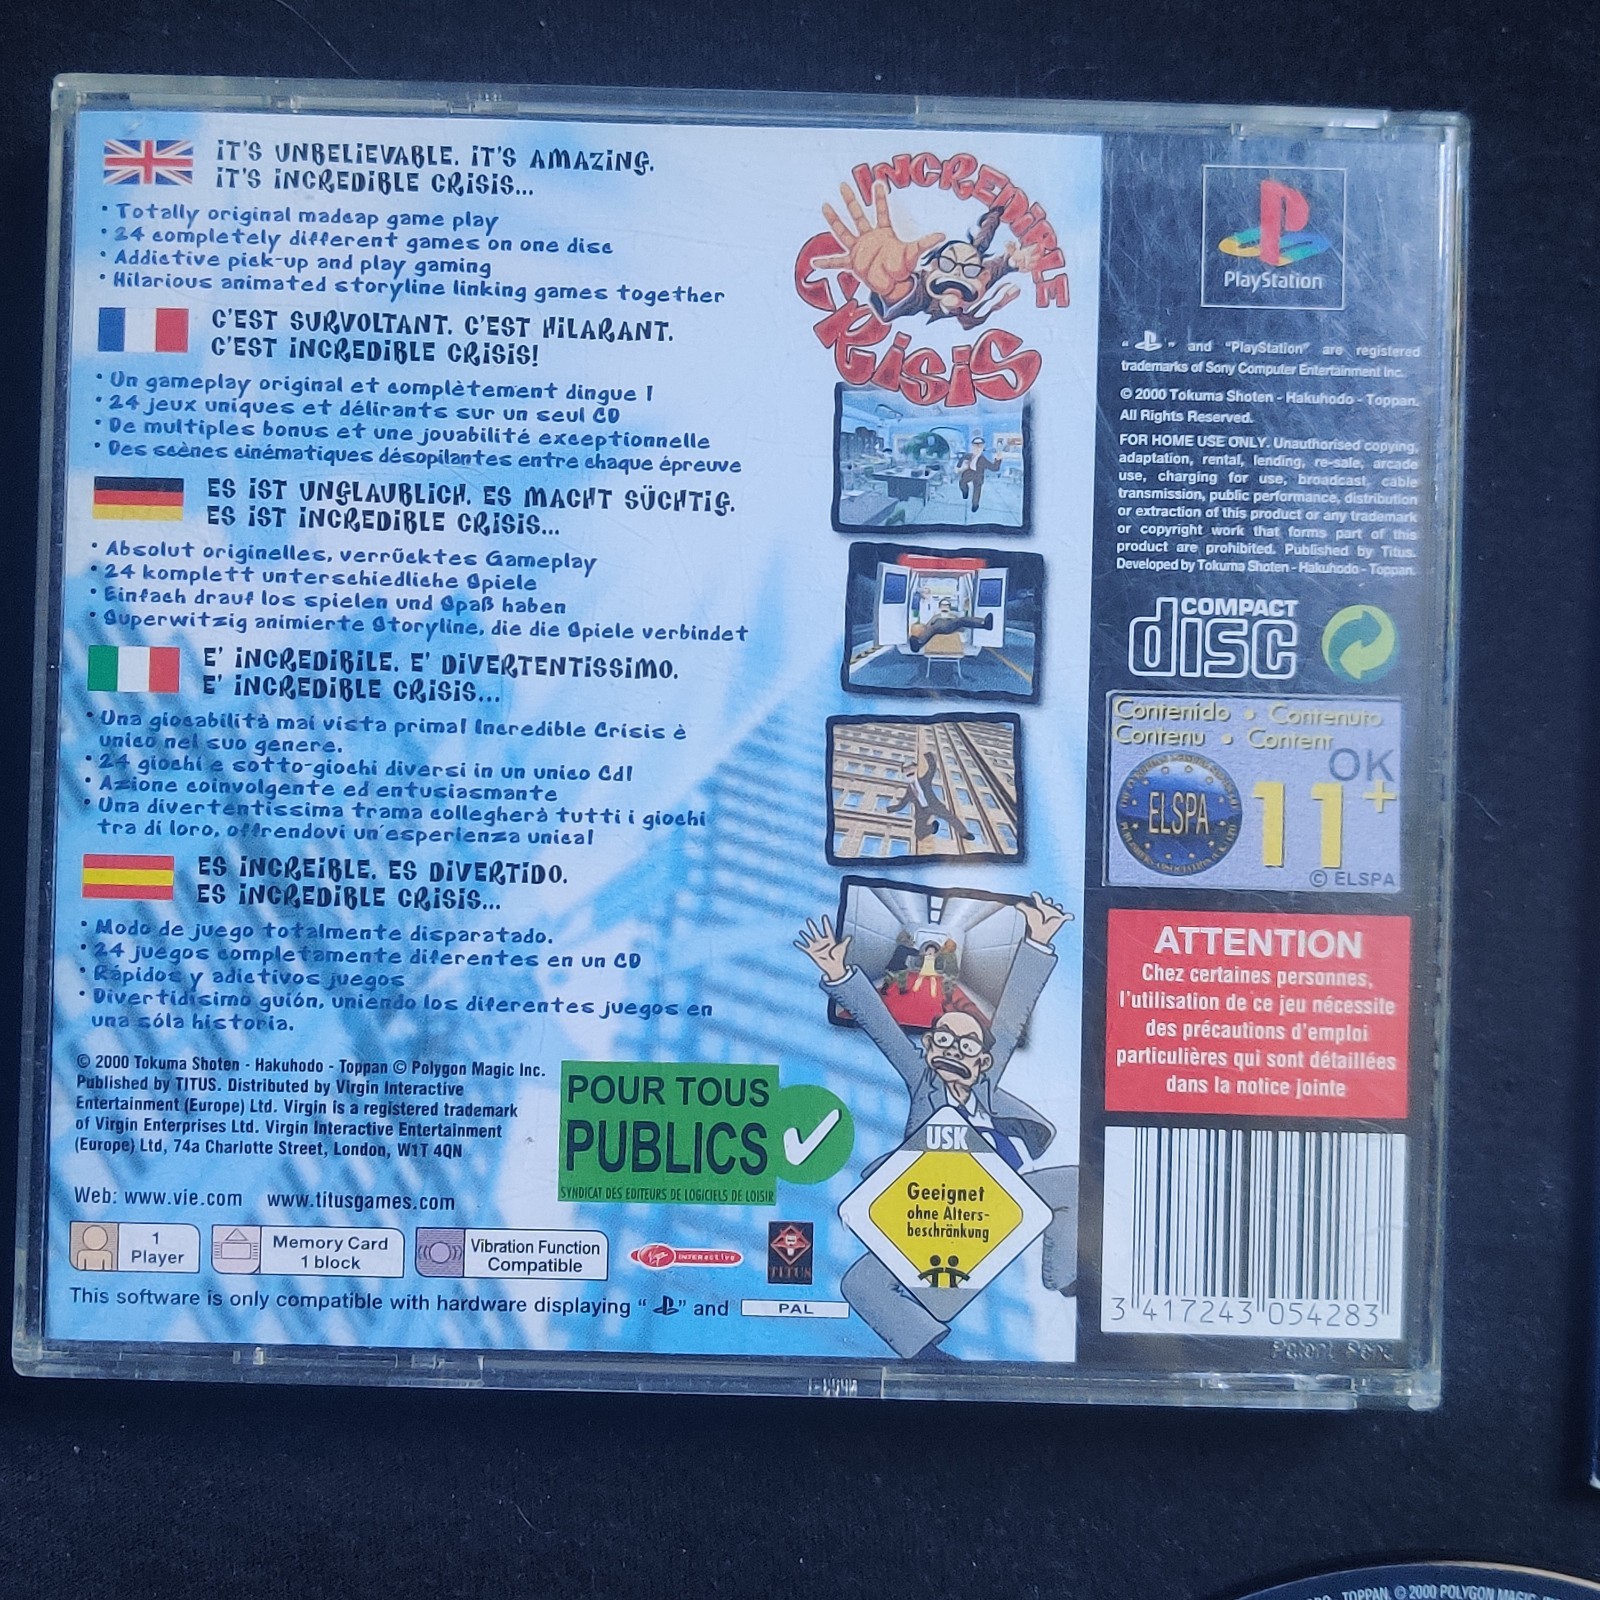 IT'S UNBELIEVABLE. IT'S AMAZING.
IT'S INCREDIBLE CRISIS...
• Totally original madcap game play
• 24 completely different games on one disc
• Addictive pick-up and play gaming
• Hilarious animated storyline linking games together
C'EST SURVOLTANT. C'EST HILARANT.
C'EST INCREDIBLE CRISIS!
• Un gameplay original et complètement dingue !
• 24 jeux uniques et délirants sur un seul CD
• De multiples bonus et une jouabilité exceptionnelle
• Des scènes cinématiques désopilantes entre chaque épreuve
ES IST UNGLAUBLICH. ES MACHT SÜCHTIG.
ES IST INCREDIBLE CRISIS...
• Absolut originelles, verrücktes Gameplay
• 24 komplett unterschiedliche Spiele
• Einfach drauf los spielen und Spaß haben
• Superwitzig animierte Storyline, die die Spiele verbindet
E' INCREDIBILE. E' DIVERTENTISSIMO.
E' INCREDIBLE CRISIS...
• Una giocabilità mai vista prima! Incredible Crisis è
unico nel suo genere.
• 24 giochi e sotto-giochi diversi in un unico Cd!
• Azione coinvolgente ed entusiasmante
• Una divertentissima trama collegherà tutti i giochi
tra di loro, offrendovi un'esperienza unica!
ES INCREIBLE. ES DIVERTIDO.
ES INCREDIBLE CRISIS...
• Modo de juego totalmente disparatado.
• 24 juegos completamente diferentes en un CD
• Rápidos y adictivos juegos
• Divertidísimo guión, uniendo los diferentes juegos en
una sóla historia.
© 2000 Tokuma Shoten - Hakuhodo - Toppan © Polygon Magic Inc.
Published by TITUS. Distributed by Virgin Interactive
Entertainment (Europe) Ltd. Virgin is a registered trademark
of Virgin Enterprises Ltd. Virgin Interactive Entertainment
(Europe) Ltd, 74a Charlotte Street, London, W1T 4QN
Web: www.vie.com www.titusgames.com
POUR TOUS
PUBLICS
SYNDICAT DES EDITEURS DE LOGICIELS DE LOISIR
1
Player
Memory Card
1 block
Vibration Function
Compatible
Virgin INTERACTIVE
TITUS
This software is only compatible with hardware displaying " " and PAL
INCREDIBLE
CRISIS
USK
Geeignet
ohne Alters-
beschränkung
PlayStation
" " and "PlayStation" are registered
trademarks of Sony Computer Entertainment Inc.
© 2000 Tokuma Shoten - Hakuhodo - Toppan.
All Rights Reserved.
FOR HOME USE ONLY. Unauthorised copying,
adaptation, rental, lending, re-sale, arcade
use, charging for use, broadcast, cable
transmission, public performance, distribution
or extraction of this product or any trademark
or copyright work that forms part of this
product are prohibited. Published by Titus.
Developed by Tokuma Shoten - Hakuhodo - Toppan.
COMPACT
disc
Contenido • Contenuto
Contenu • Content
OK
ELSPA
11+
© ELSPA
ATTENTION
Chez certaines personnes,
l'utilisation de ce jeu nécessite
des précautions d'emploi
particulières qui sont détaillées
dans la notice jointe
3 417243 054283
Patent Pend
TOPPAN. © 2000 POLYGON MAGIC